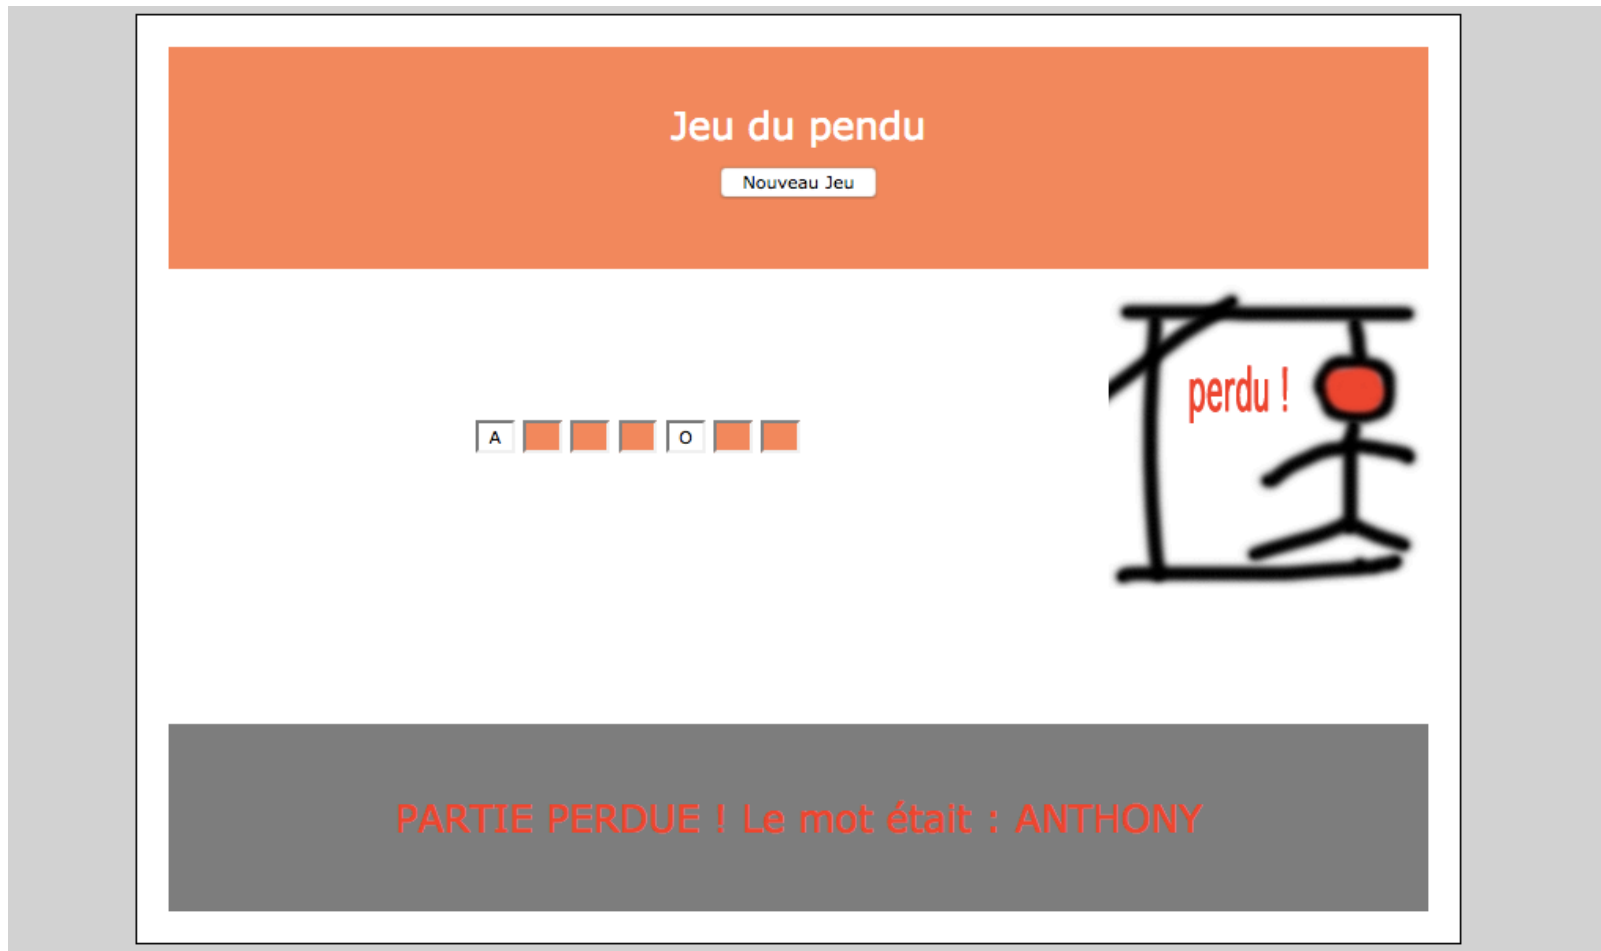 Jeu du pendu
Nouveau Jeu
perdu !
A O
PARTIE PERDUE ! Le mot était : ANTHONY